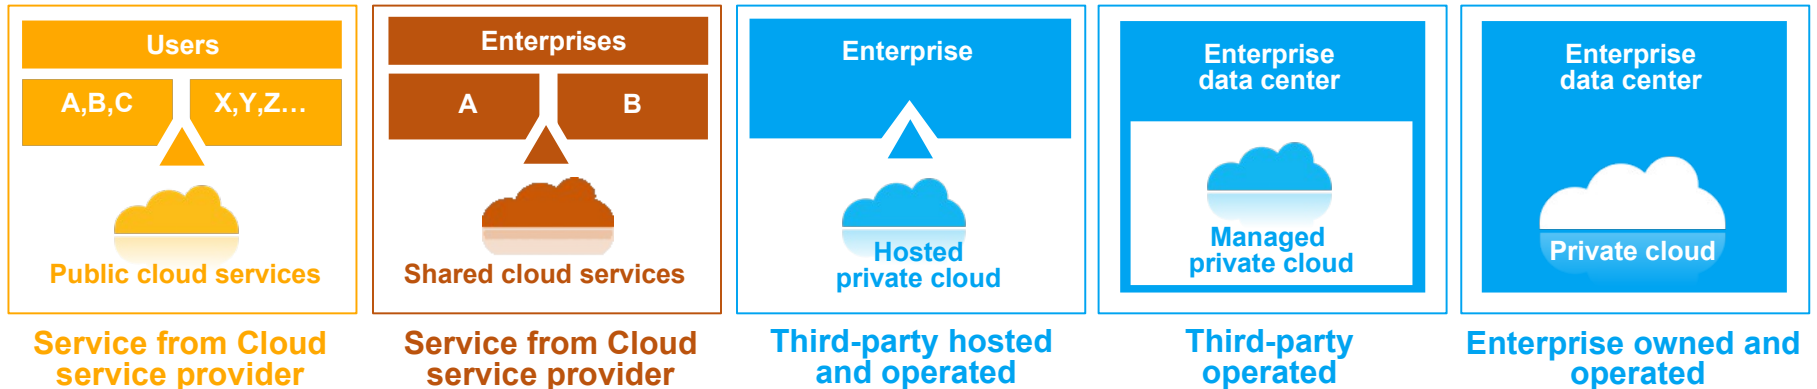 Users
A,B,C
X,Y,Z...
Public cloud services
Service from Cloud
service provider
Enterprises
A
B
Shared cloud services
Service from Cloud
service provider
Enterprise
Hosted
private cloud
Third-party hosted
and operated
Enterprise
data center
Managed
private cloud
Third-party
operated
Enterprise
data center
Private cloud
Enterprise owned and
operated